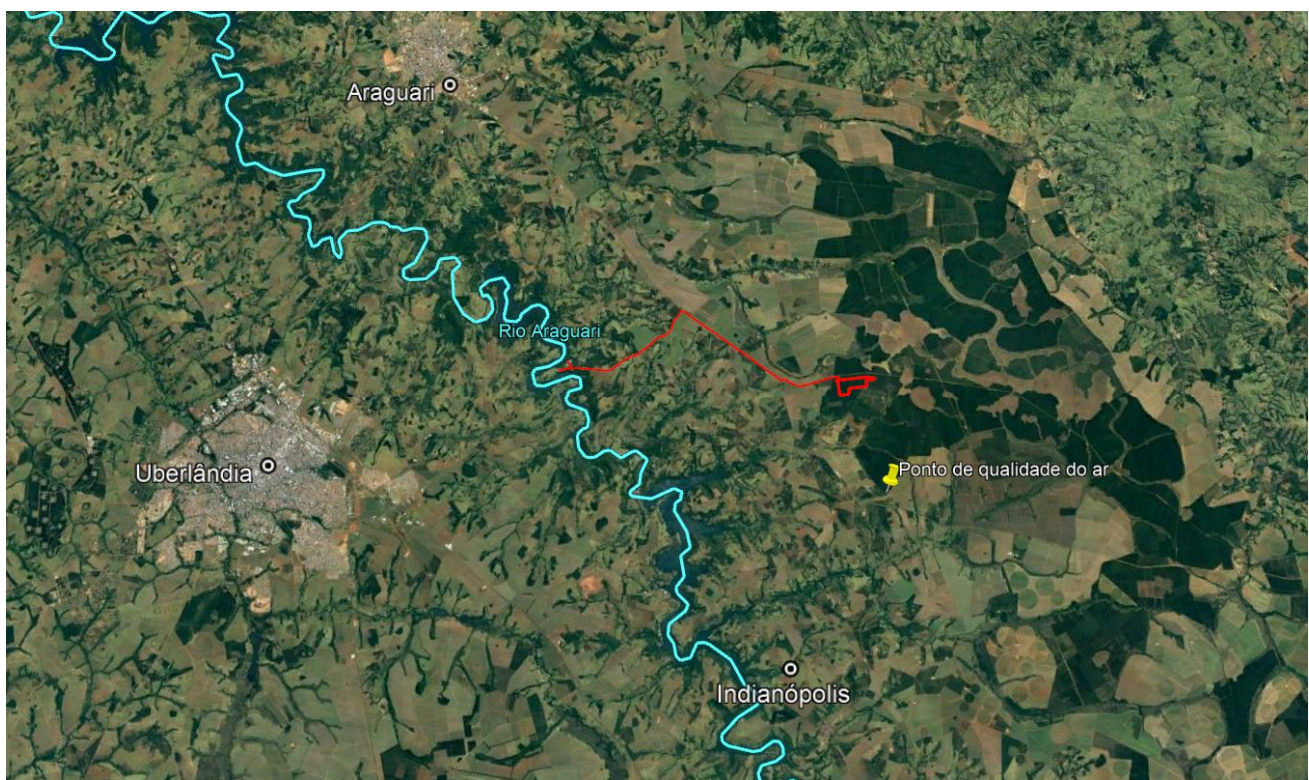 Araguari
Rio Araguari
Uberlândia
Ponto de qualidade do ar
Indianópolis